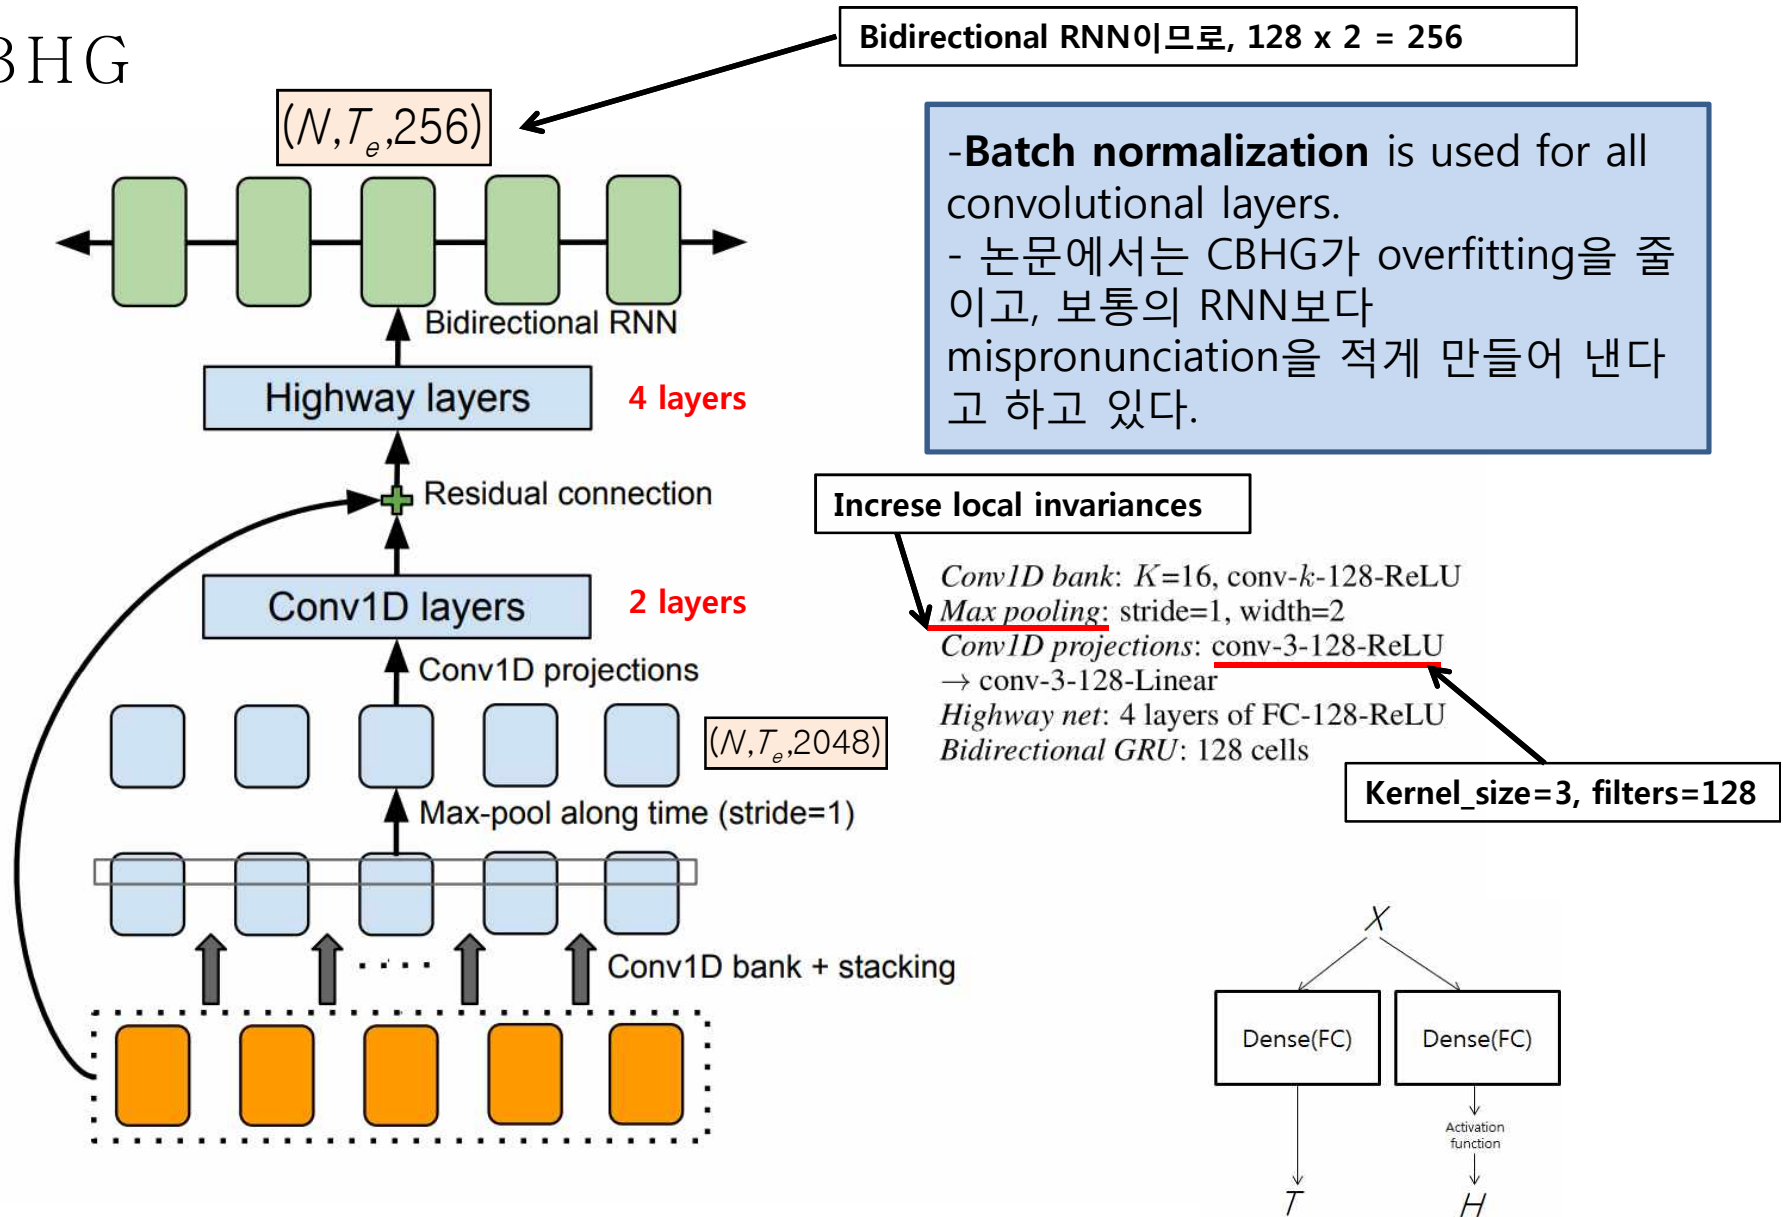 BHG
Bidirectional RNN이므로, 128 x 2 = 256
(N,Te,256)
-Batch normalization is used for all
convolutional layers.
- 논문에서는 CBHG가 overfitting을 줄
이고, 보통의 RNN보다
mispronunciation을 적게 만들어 낸다
고 하고 있다.
Bidirectional RNN
Highway layers
4 layers
Residual connection
Increse local invariances
Conv1D layers
2 layers
Conv1D bank: K=16, conv-k-128-ReLU
Max pooling: stride=1, width=2
Conv1D projections: conv-3-128-ReLU
→ conv-3-128-Linear
Highway net: 4 layers of FC-128-ReLU
Bidirectional GRU: 128 cells
Conv1D projections
(N,Te,2048)
Kernel_size=3, filters=128
Max-pool along time (stride=1)
Conv1D bank + stacking
X
Dense(FC) Dense(FC)
Activation
function
T H